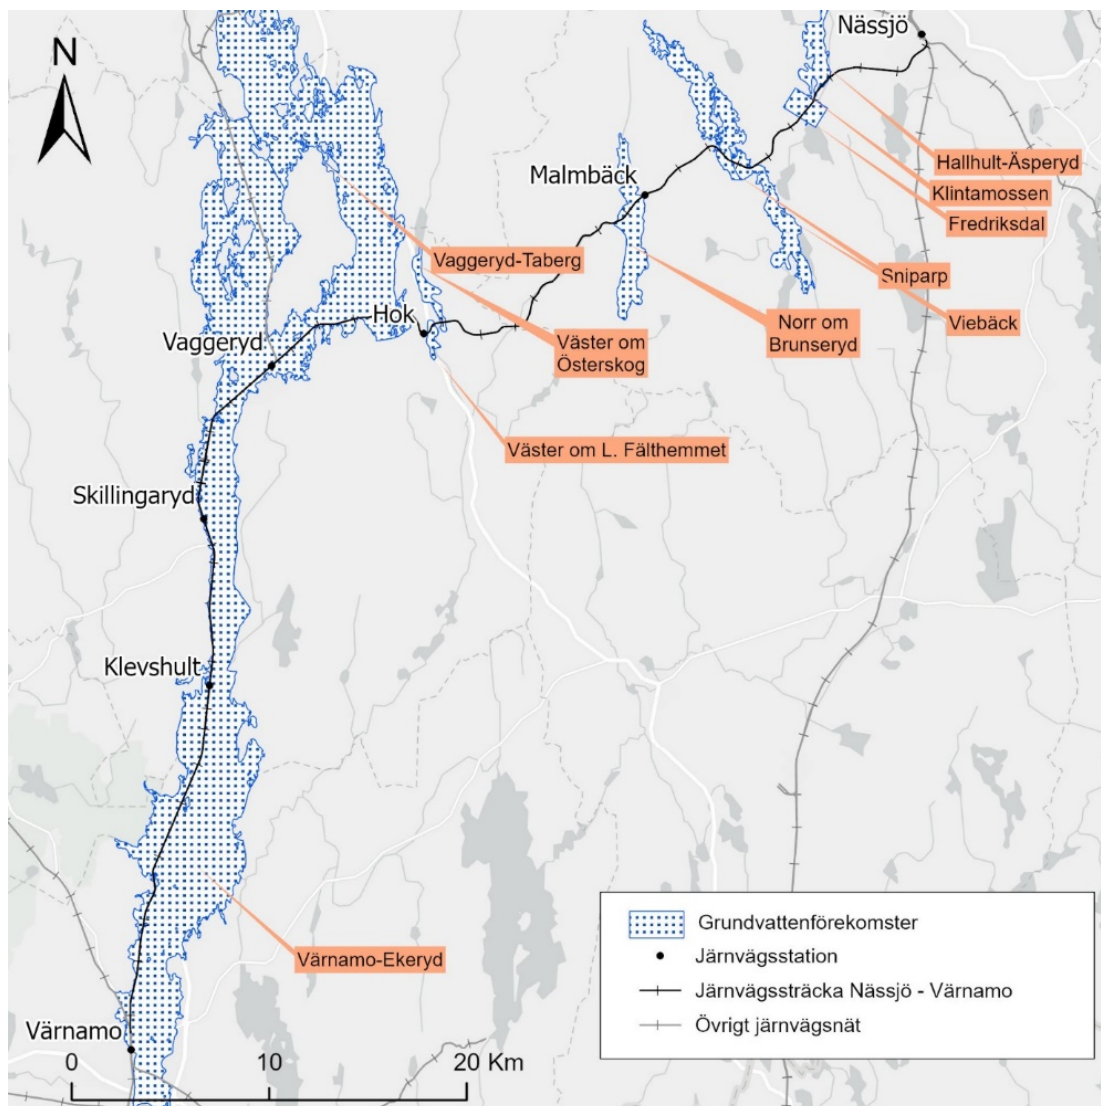 Nässjö
N
Hallhult-Äsperyd
Malmbäck
Klintamossen
Fredriksdal
Vaggeryd-Taberg
Sniparp
Hok
Norr om
Brunseryd
Viebäck
Vaggeryd
Väster om
Österskog
Väster om L. Fälthemmet
Skillingaryd
Klevshult
Värnamo-Ekeryd
Grundvattenförekomster
Järnvägsstation
Järnvägssträcka Nässjö - Värnamo
Övrigt järnvägsnät
Värnamo
0 10 20 Km